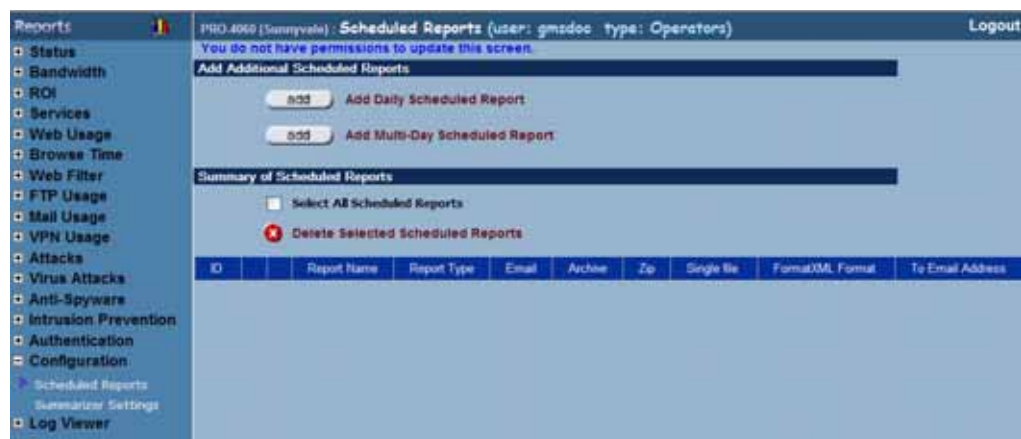 Reports
Status
Bandwidth
ROI
Services
Web Usage
Browse Time
Web Filter
FTP Usage
Mail Usage
VPN Usage
Attacks
Virus Attacks
Anti-Spyware
Intrusion Prevention
Authentication
Configuration
Scheduled Reports
Summarizer Settings
Log Viewer
PRO 4060 (Sunnyvale) : Scheduled Reports (user: gmsdoc type: Operators)
Logout
You do not have permissions to update this screen.
Add Additional Scheduled Reports
add Add Daily Scheduled Report
add Add Multi-Day Scheduled Report
Summary of Scheduled Reports
Select All Scheduled Reports
Delete Selected Scheduled Reports
ID Report Name Report Type Email Archive Zip Single file FormatXML Format To Email Address